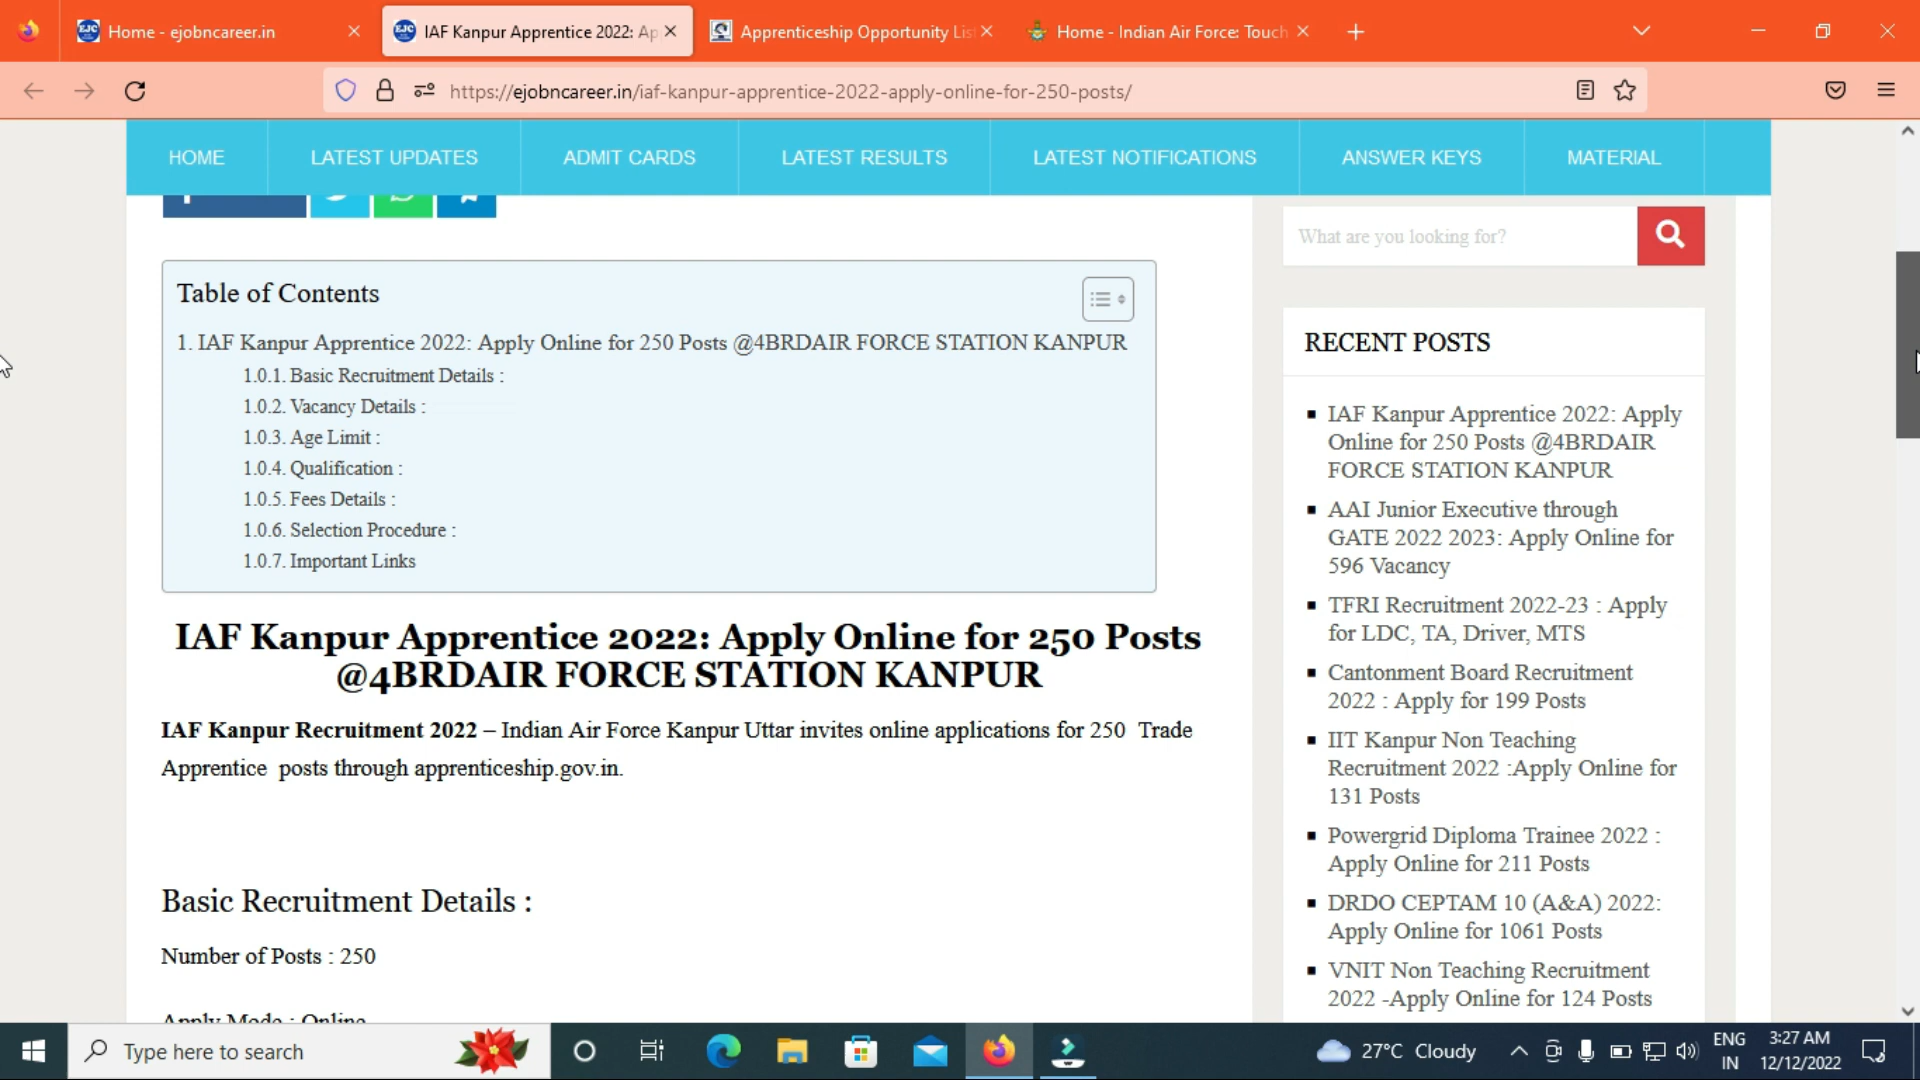 Home - ejobncareer.in
IAF Kanpur Apprentice 2022: Ap
Apprenticeship Opportunity Lis
Home - Indian Air Force: Touch
https://ejobncareer.in/iaf-kanpur-apprentice-2022-apply-online-for-250-posts/
HOME LATEST UPDATES ADMIT CARDS LATEST RESULTS LATEST NOTIFICATIONS ANSWER KEYS MATERIAL
What are you looking for?
Table of Contents
1. IAF Kanpur Apprentice 2022: Apply Online for 250 Posts @4BRDAIR FORCE STATION KANPUR
1.0.1. Basic Recruitment Details :
1.0.2. Vacancy Details :
1.0.3. Age Limit :
1.0.4. Qualification :
1.0.5. Fees Details :
1.0.6. Selection Procedure :
1.0.7. Important Links
IAF Kanpur Apprentice 2022: Apply Online for 250 Posts
@4BRDAIR FORCE STATION KANPUR
IAF Kanpur Recruitment 2022 – Indian Air Force Kanpur Uttar invites online applications for 250 Trade
Apprentice posts through apprenticeship.gov.in.
Basic Recruitment Details :
Number of Posts : 250
Apply Mode : Online
RECENT POSTS
IAF Kanpur Apprentice 2022: Apply
Online for 250 Posts @4BRDAIR
FORCE STATION KANPUR
AAI Junior Executive through
GATE 2022 2023: Apply Online for
596 Vacancy
TFRI Recruitment 2022-23 : Apply
for LDC, TA, Driver, MTS
Cantonment Board Recruitment
2022 : Apply for 199 Posts
IIT Kanpur Non Teaching
Recruitment 2022 :Apply Online for
131 Posts
Powergrid Diploma Trainee 2022 :
Apply Online for 211 Posts
DRDO CEPTAM 10 (A&A) 2022:
Apply Online for 1061 Posts
VNIT Non Teaching Recruitment
2022 -Apply Online for 124 Posts
Type here to search
27°C Cloudy
ENG
IN
3:27 AM
12/12/2022